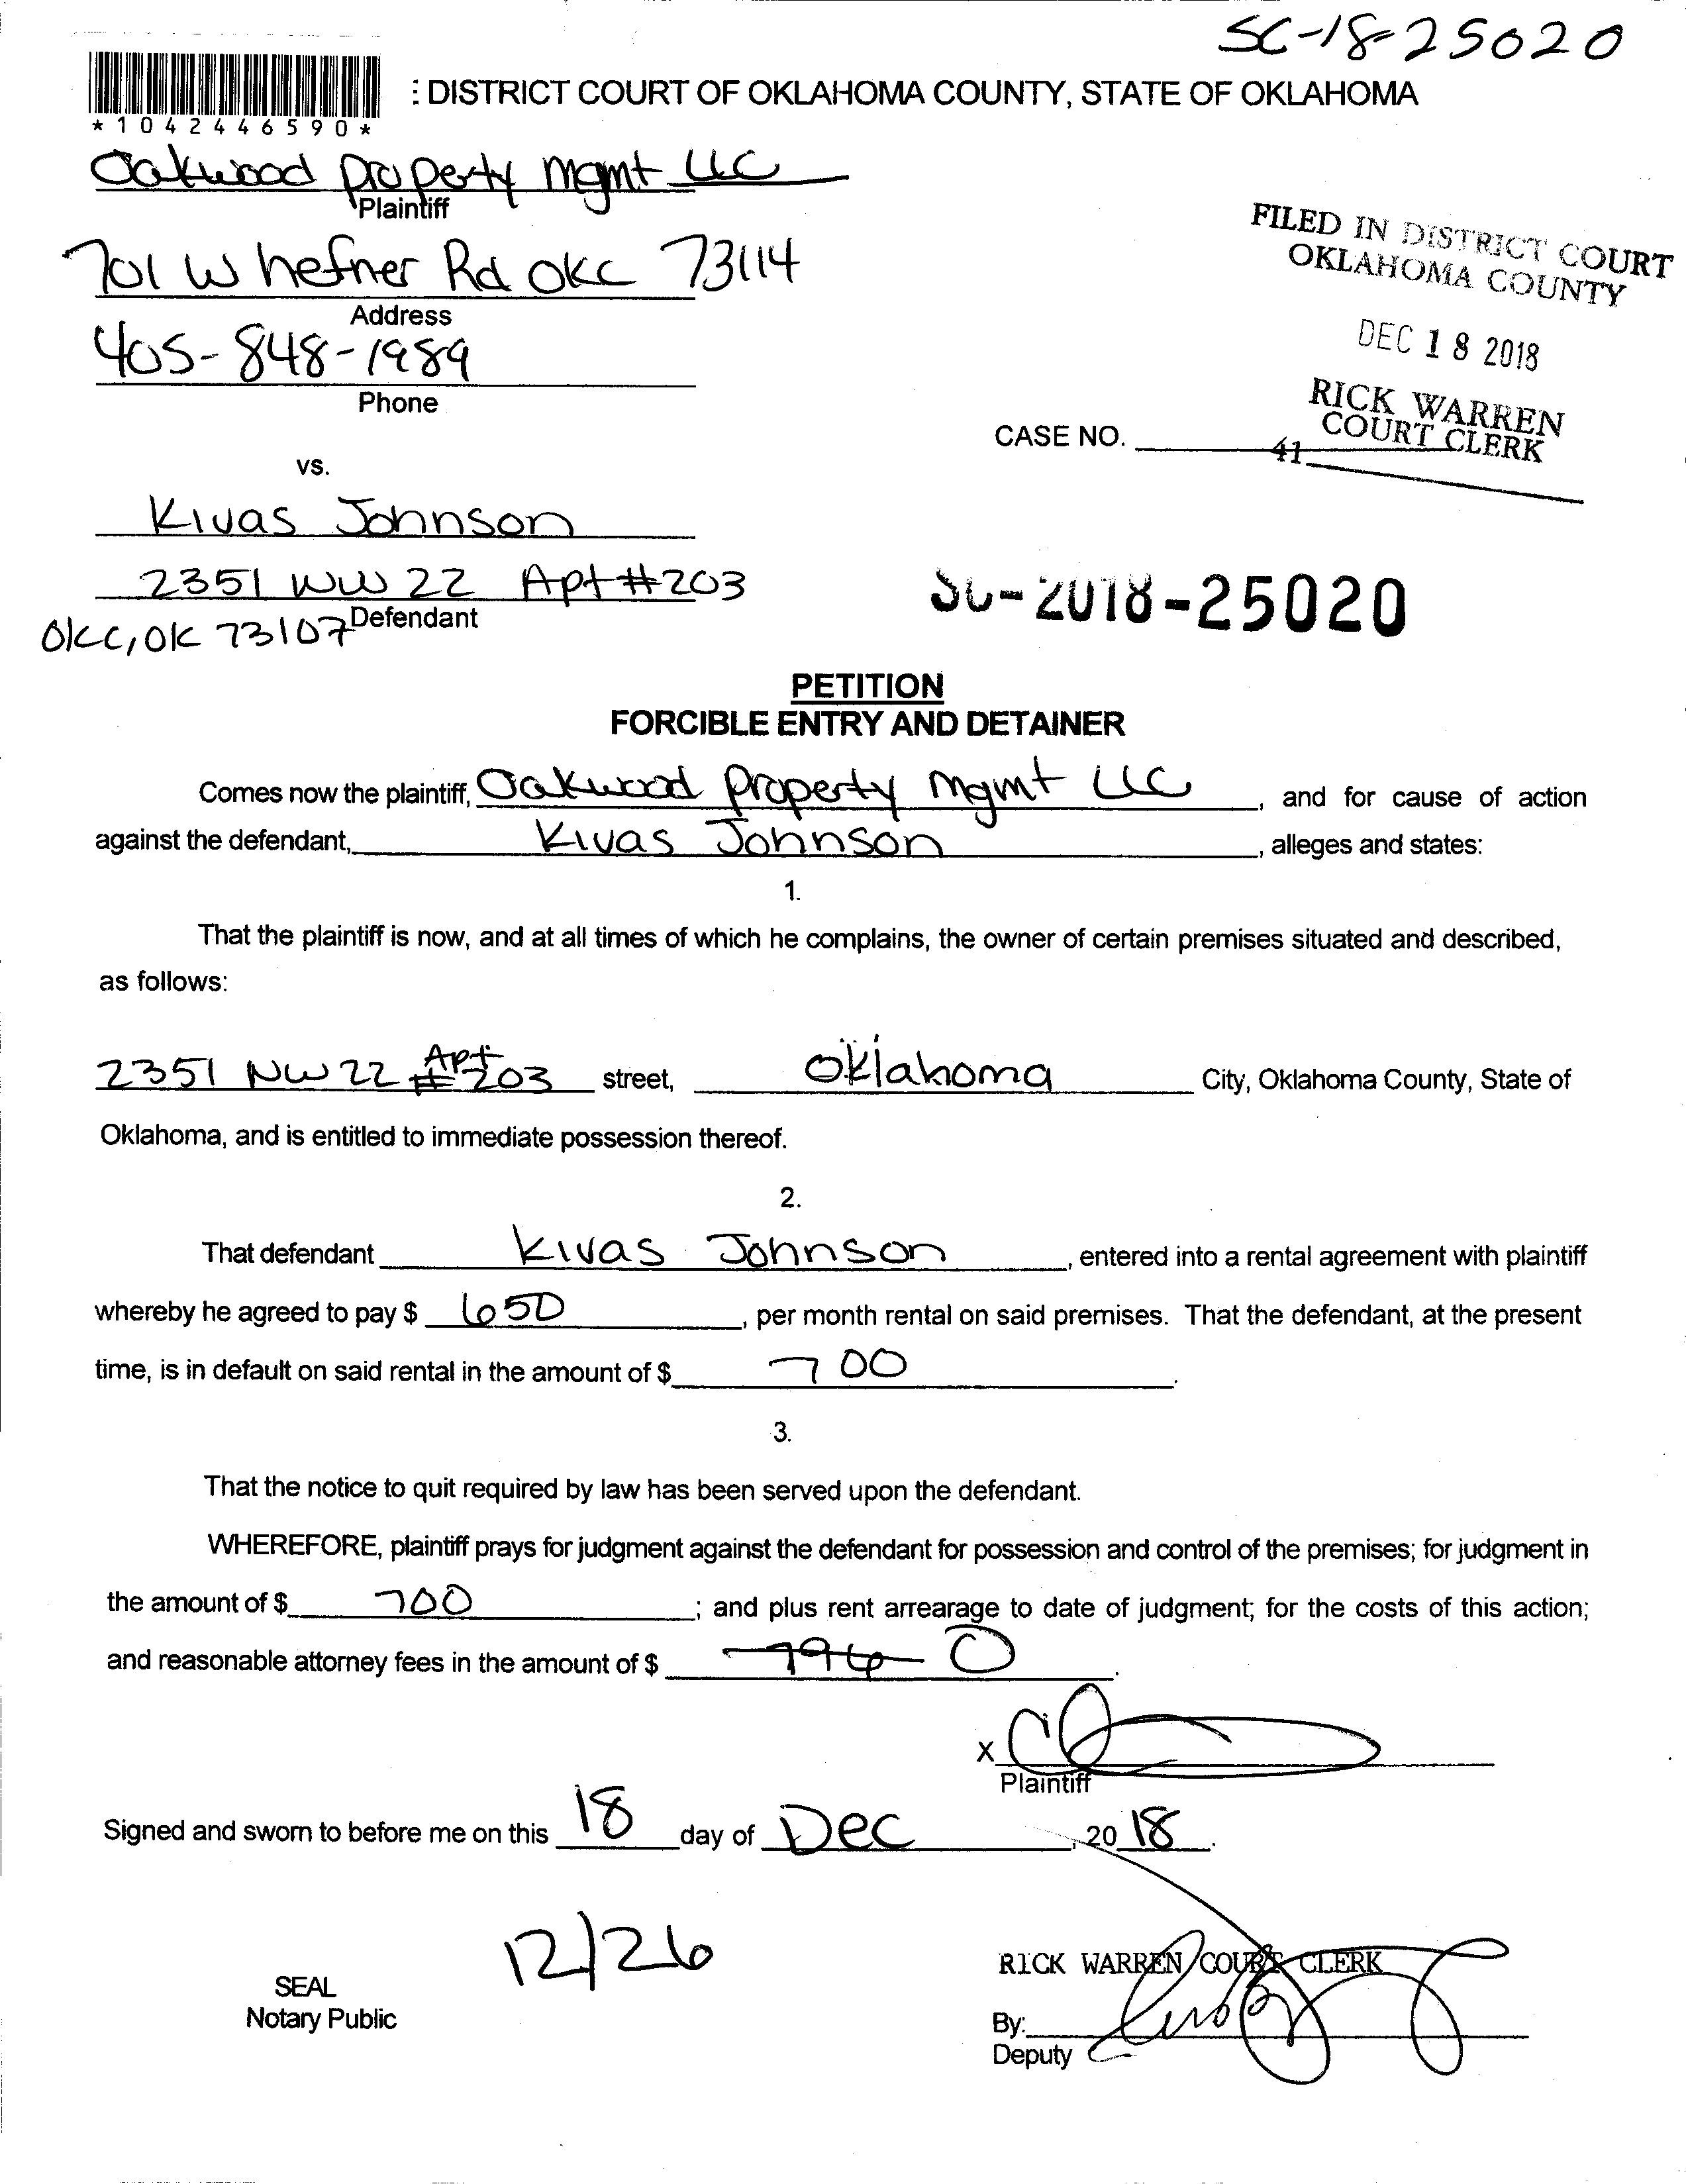 SC-18-25020
: DISTRICT COURT OF OKLAHOMA COUNTY, STATE OF OKLAHOMA
*1042446590*
Oakwood property mgmt LLC
Plaintiff
701 W hefner Rd OKC 73114
Address
405-848-1989
Phone
FILED IN DISTRICT COURT
OKLAHOMA COUNTY
DEC 18 2018
RICK WARREN
COURT CLERK
CASE NO.
41
vs.
Kivas Johnson
2351 NW 22 Apt #203
Defendant
OKC, OK 73107
SC-2018-25020
PETITION
FORCIBLE ENTRY AND DETAINER
Comes now the plaintiff, Oakwood property mgmt LLC, and for cause of action
against the defendant, Kivas Johnson, alleges and states:
1.
That the plaintiff is now, and at all times of which he complains, the owner of certain premises situated and described,
as follows:
2351 NW 22 Apt #203 street, Oklahoma City, Oklahoma County, State of
Oklahoma, and is entitled to immediate possession thereof.
2.
That defendant Kivas Johnson, entered into a rental agreement with plaintiff
whereby he agreed to pay $ 650, per month rental on said premises. That the defendant, at the present
time, is in default on said rental in the amount of $ 700.
3.
That the notice to quit required by law has been served upon the defendant.
WHEREFORE, plaintiff prays for judgment against the defendant for possession and control of the premises; for judgment in
the amount of $ 700; and plus rent arrearage to date of judgment; for the costs of this action;
and reasonable attorney fees in the amount of $ 796 0.
X
Plaintiff
Signed and sworn to before me on this 18 day of Dec, 20 18.
12/26
SEAL
Notary Public
RICK WARREN COURT CLERK
By:
Deputy